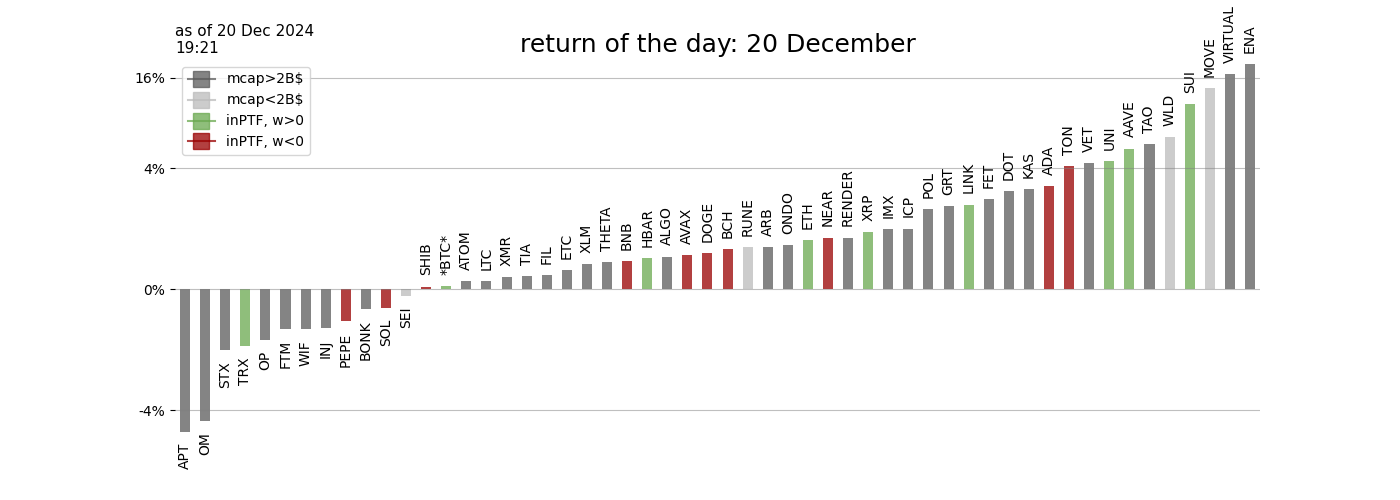 as of 20 Dec 2024
19:21
return of the day: 20 December
mcap>2B$
mcap<2B$
inPTF, w>0
inPTF, w<0
16%
4%
0%
-4%
APT
OM
STX
TRX
OP
FTM
WIF
INJ
PEPE
BONK
SOL
SEI
SHIB
*BTC*
ATOM
LTC
XMR
TIA
FIL
ETC
XLM
THETA
BNB
HBAR
ALGO
AVAX
DOGE
BCH
RUNE
ARB
ONDO
ETH
NEAR
RENDER
XRP
IMX
ICP
POL
GRT
LINK
FET
DOT
KAS
ADA
TON
VET
UNI
AAVE
TAO
WLD
SUI
MOVE
VIRTUAL
ENA